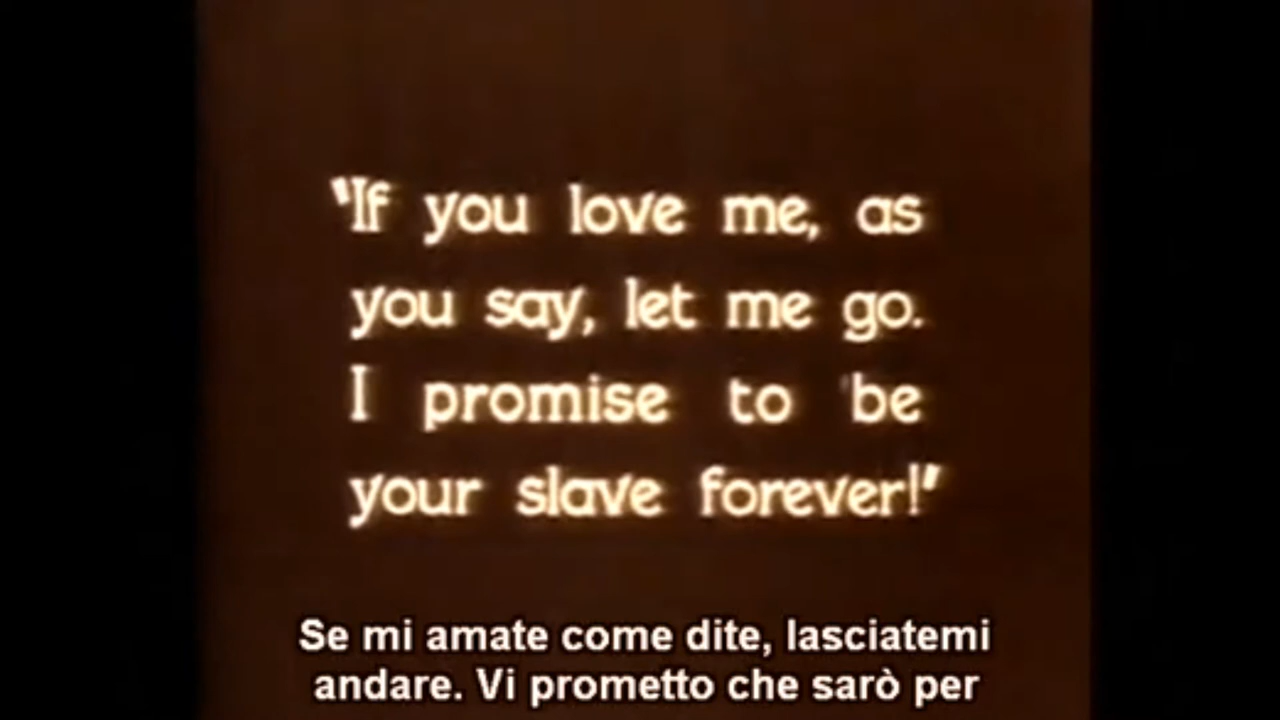 "If you love me, as
you say, let me go.
I promise to be
your slave forever!"
Se mi amate come dite, lasciatemi
andare. Vi prometto che sarò per